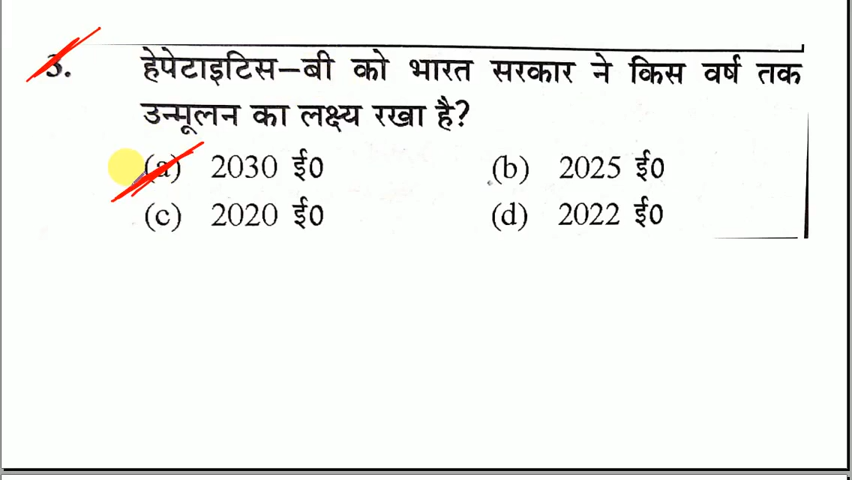 3. हेपेटाइटिस–बी को भारत सरकार ने किस वर्ष तक
उन्मूलन का लक्ष्य रखा है?
(a) 2030 ई0 (b) 2025 ई0
(c) 2020 ई0 (d) 2022 ई0